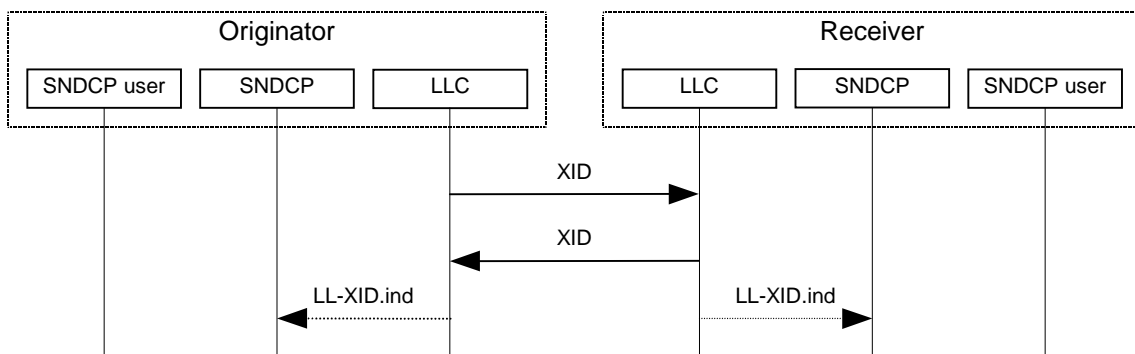 Originator
Receiver
SNDCP user
SNDCP
LLC
LLC
SNDCP
SNDCP user
XID
XID
LL-XID.ind
LL-XID.ind